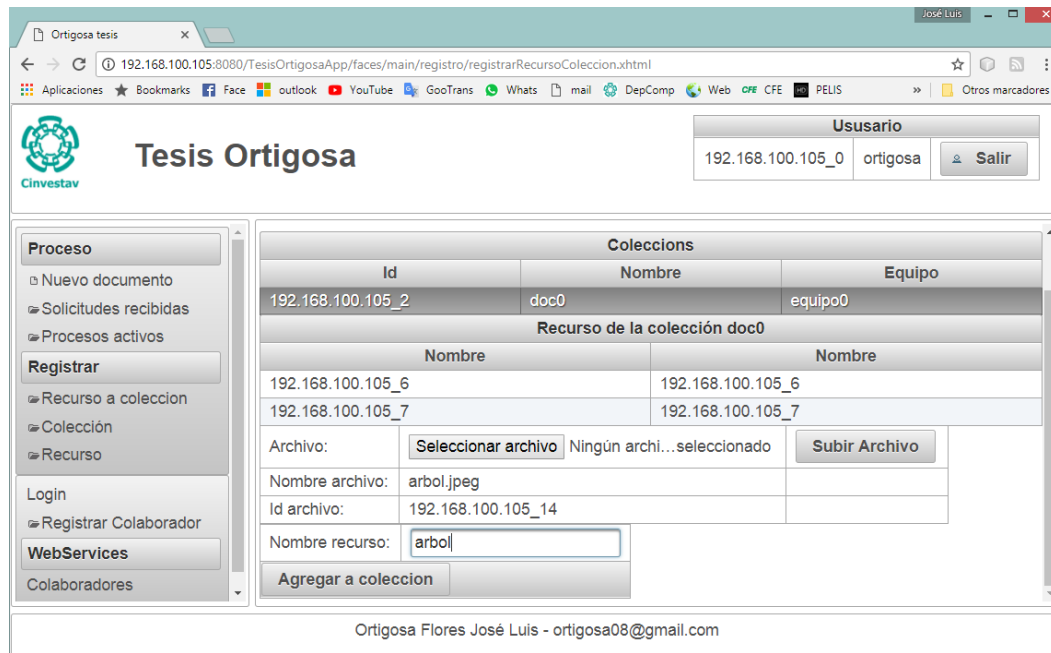 José Luis
Ortigosa tesis
192.168.100.105:8080/TesisOrtigosaApp/faces/main/registro/registrarRecursoColeccion.xhtml
Aplicaciones Bookmarks Face outlook YouTube GooTrans Whats mail DepComp Web CFE CFE HD PELIS » Otros marcadores
Cinvestav
Tesis Ortigosa
Ususario
192.168.100.105_0 ortigosa Salir
Proceso
Nuevo documento
Solicitudes recibidas
Procesos activos
Registrar
Recurso a coleccion
Colección
Recurso
Login
Registrar Colaborador
WebServices
Colaboradores
Coleccions
Id Nombre Equipo
192.168.100.105_2 doc0 equipo0
Recurso de la colección doc0
Nombre Nombre
192.168.100.105_6 192.168.100.105_6
192.168.100.105_7 192.168.100.105_7
Archivo: Seleccionar archivo Ningún archi…seleccionado Subir Archivo
Nombre archivo: arbol.jpeg
Id archivo: 192.168.100.105_14
Nombre recurso: arbol
Agregar a coleccion
Ortigosa Flores José Luis - ortigosa08@gmail.com